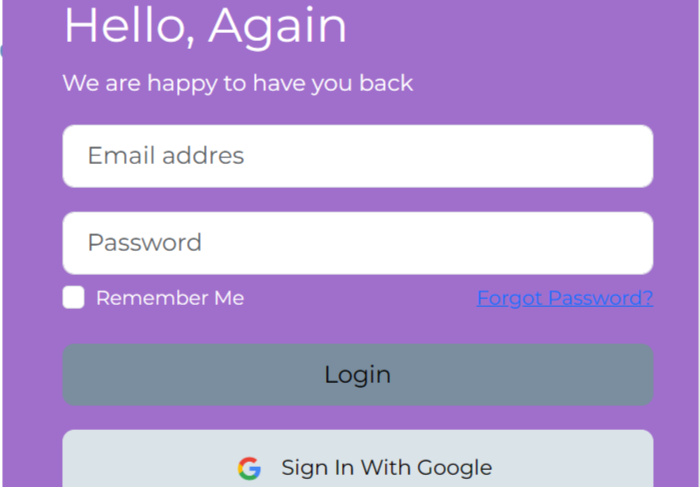 Hello, Again
We are happy to have you back
Email addres
Password
Remember Me Forgot Password?
Login
Sign In With Google